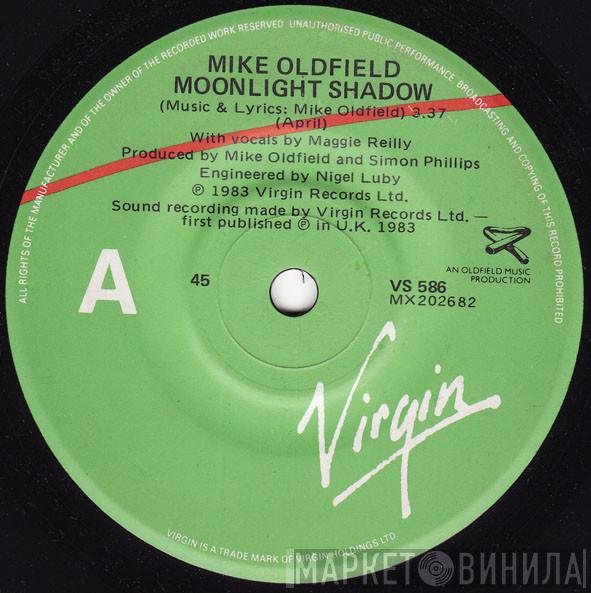 ALL RIGHTS OF THE MANUFACTURER AND OF THE OWNER OF THE RECORDED WORK RESERVED. UNAUTHORISED PUBLIC PERFORMANCE, BROADCASTING AND COPYING OF THIS RECORD PROHIBITED
MIKE OLDFIELD
MOONLIGHT SHADOW
(Music & Lyrics: Mike Oldfield) 3.37
(April)
With vocals by Maggie Reilly
Produced by Mike Oldfield and Simon Phillips
Engineered by Nigel Luby
℗ 1983 Virgin Records Ltd.
Sound recording made by Virgin Records Ltd. —
first published ℗ in U.K. 1983
A
45
VS 586
MX202682
AN OLDFIELD MUSIC
PRODUCTION
Virgin
VIRGIN IS A TRADE MARK OF VIRGIN HOLDINGS LTD
МАРКЕТ ВИНИЛА